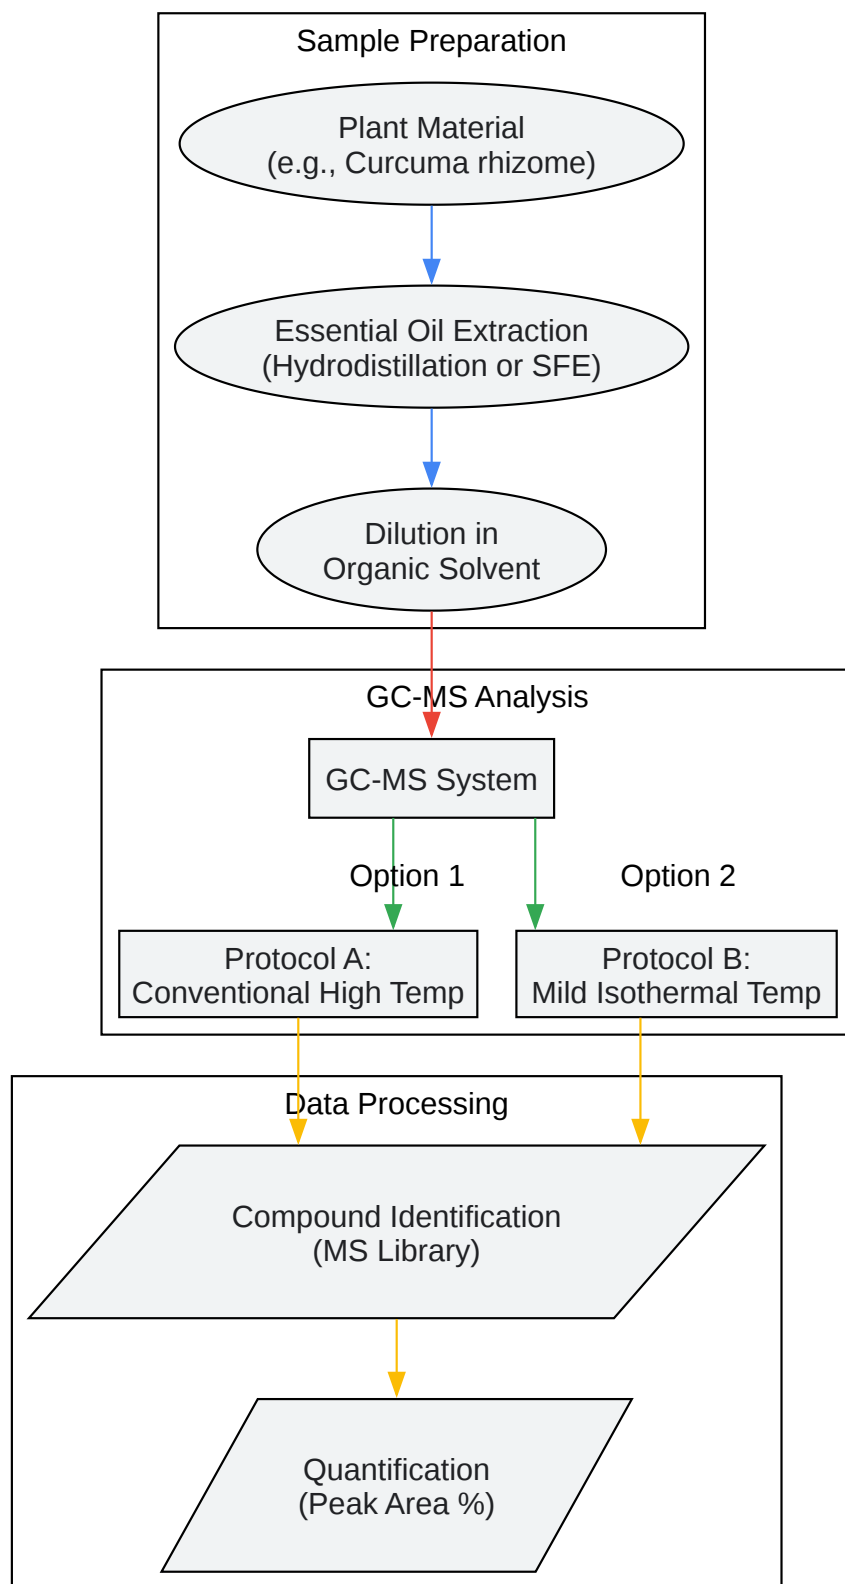 Sample Preparation
Plant Material
(e.g., Curcuma rhizome)
Essential Oil Extraction
(Hydrodistillation or SFE)
Dilution in
Organic Solvent
GC-MS Analysis
GC-MS System
Option 1
Option 2
Protocol A:
Conventional High Temp
Protocol B:
Mild Isothermal Temp
Data Processing
Compound Identification
(MS Library)
Quantification
(Peak Area %)